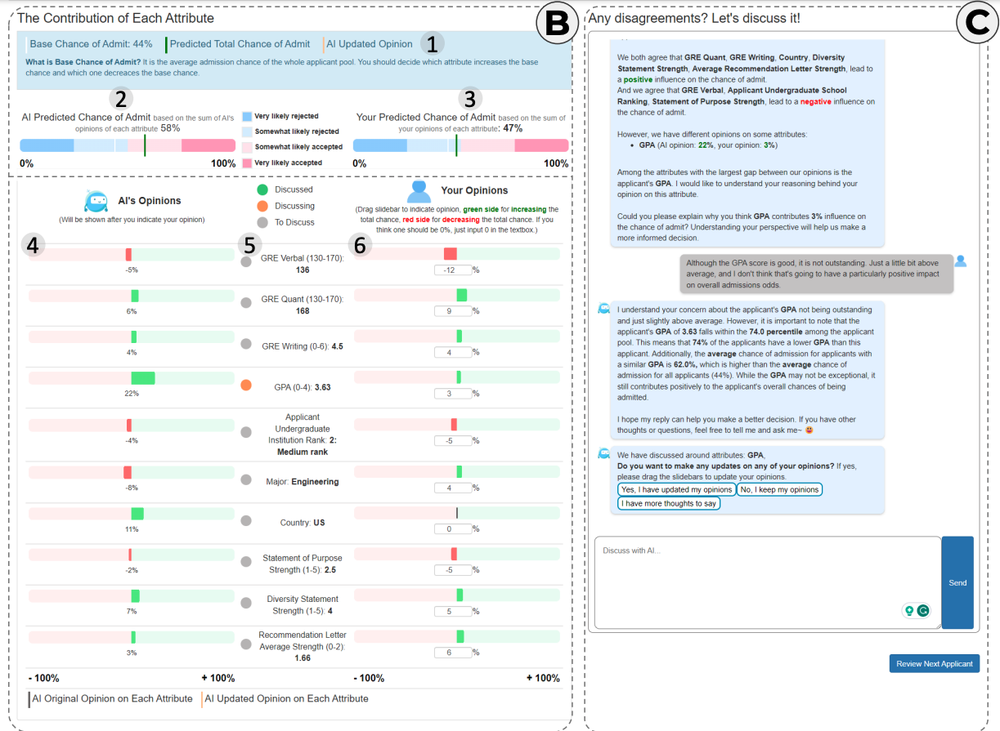 The Contribution of Each Attribute
B
Base Chance of Admit: 44%
Predicted Total Chance of Admit
AI Updated Opinion
1
What is Base Chance of Admit? It is the average admission chance of the whole applicant pool. You should decide which attribute increases the base
chance and which one decreases the base chance.
2
AI Predicted Chance of Admit based on the sum of AI's
opinions of each attribute 58%
0%
100%
Very likely rejected
Somewhat likely rejected
Somewhat likely accepted
Very likely accepted
3
Your Predicted Chance of Admit based on the sum of
your opinions of each attribute: 47%
0%
100%
AI's Opinions
(Will be shown after you indicate your opinion)
Discussed
Discussing
To Discuss
Your Opinions
(Drag slidebar to indicate opinion, green side for increasing the
total chance, red side for decreasing the total chance. If you
think one should be 0%, just input 0 in the textbox.)
4
5
6
-5%
GRE Verbal (130-170):
136
-12 %
6%
GRE Quant (130-170):
168
9 %
4%
GRE Writing (0-6): 4.5
4 %
22%
GPA (0-4): 3.63
3 %
-4%
Applicant
Undergraduate
Institution Rank: 2:
Medium rank
-5 %
-8%
Major: Engineering
4 %
11%
Country: US
0 %
-2%
Statement of Purpose
Strength (1-5): 2.5
-5 %
7%
Diversity Statement
Strength (1-5): 4
5 %
3%
Recommendation Letter
Average Strength (0-2):
1.66
6 %
- 100%
+ 100%
- 100%
+ 100%
AI Original Opinion on Each Attribute
AI Updated Opinion on Each Attribute
Any disagreements? Let's discuss it!
C
We both agree that GRE Quant, GRE Writing, Country, Diversity
Statement Strength, Average Recommendation Letter Strength, lead to
a positive influence on the chance of admit.
And we agree that GRE Verbal, Applicant Undergraduate School
Ranking, Statement of Purpose Strength, lead to a negative influence on
the chance of admit.
However, we have different opinions on some attributes:
• GPA (AI opinion: 22%, your opinion: 3%)
Among the attributes with the largest gap between our opinions is the
applicant's GPA. I would like to understand your reasoning behind your
opinion on this attribute.
Could you please explain why you think GPA contributes 3% influence on
the chance of admit? Understanding your perspective will help us make a
more informed decision.
Although the GPA score is good, it is not outstanding. Just a little bit above
average, and I don't think that's going to have a particularly positive impact
on overall admissions odds.
I understand your concern about the applicant's GPA not being outstanding
and just slightly above average. However, it is important to note that the
applicant's GPA of 3.63 falls within the 74.0 percentile among the applicant
pool. This means that 74% of the applicants have a lower GPA than this
applicant. Additionally, the average chance of admission for applicants with
a similar GPA is 62.0%, which is higher than the average chance of
admission for all applicants (44%). While the GPA may not be exceptional, it
still contributes positively to the applicant's overall chances of being
admitted.
I hope my reply can help you make a better decision. If you have other
thoughts or questions, feel free to tell me and ask me~ 😃
We have discussed around attributes: GPA,
Do you want to make any updates on any of your opinions? If yes,
please drag the slidebars to update your opinions.
Yes, I have updated my opinions
No, I keep my opinions
I have more thoughts to say
Discuss with AI...
Send
Review Next Applicant